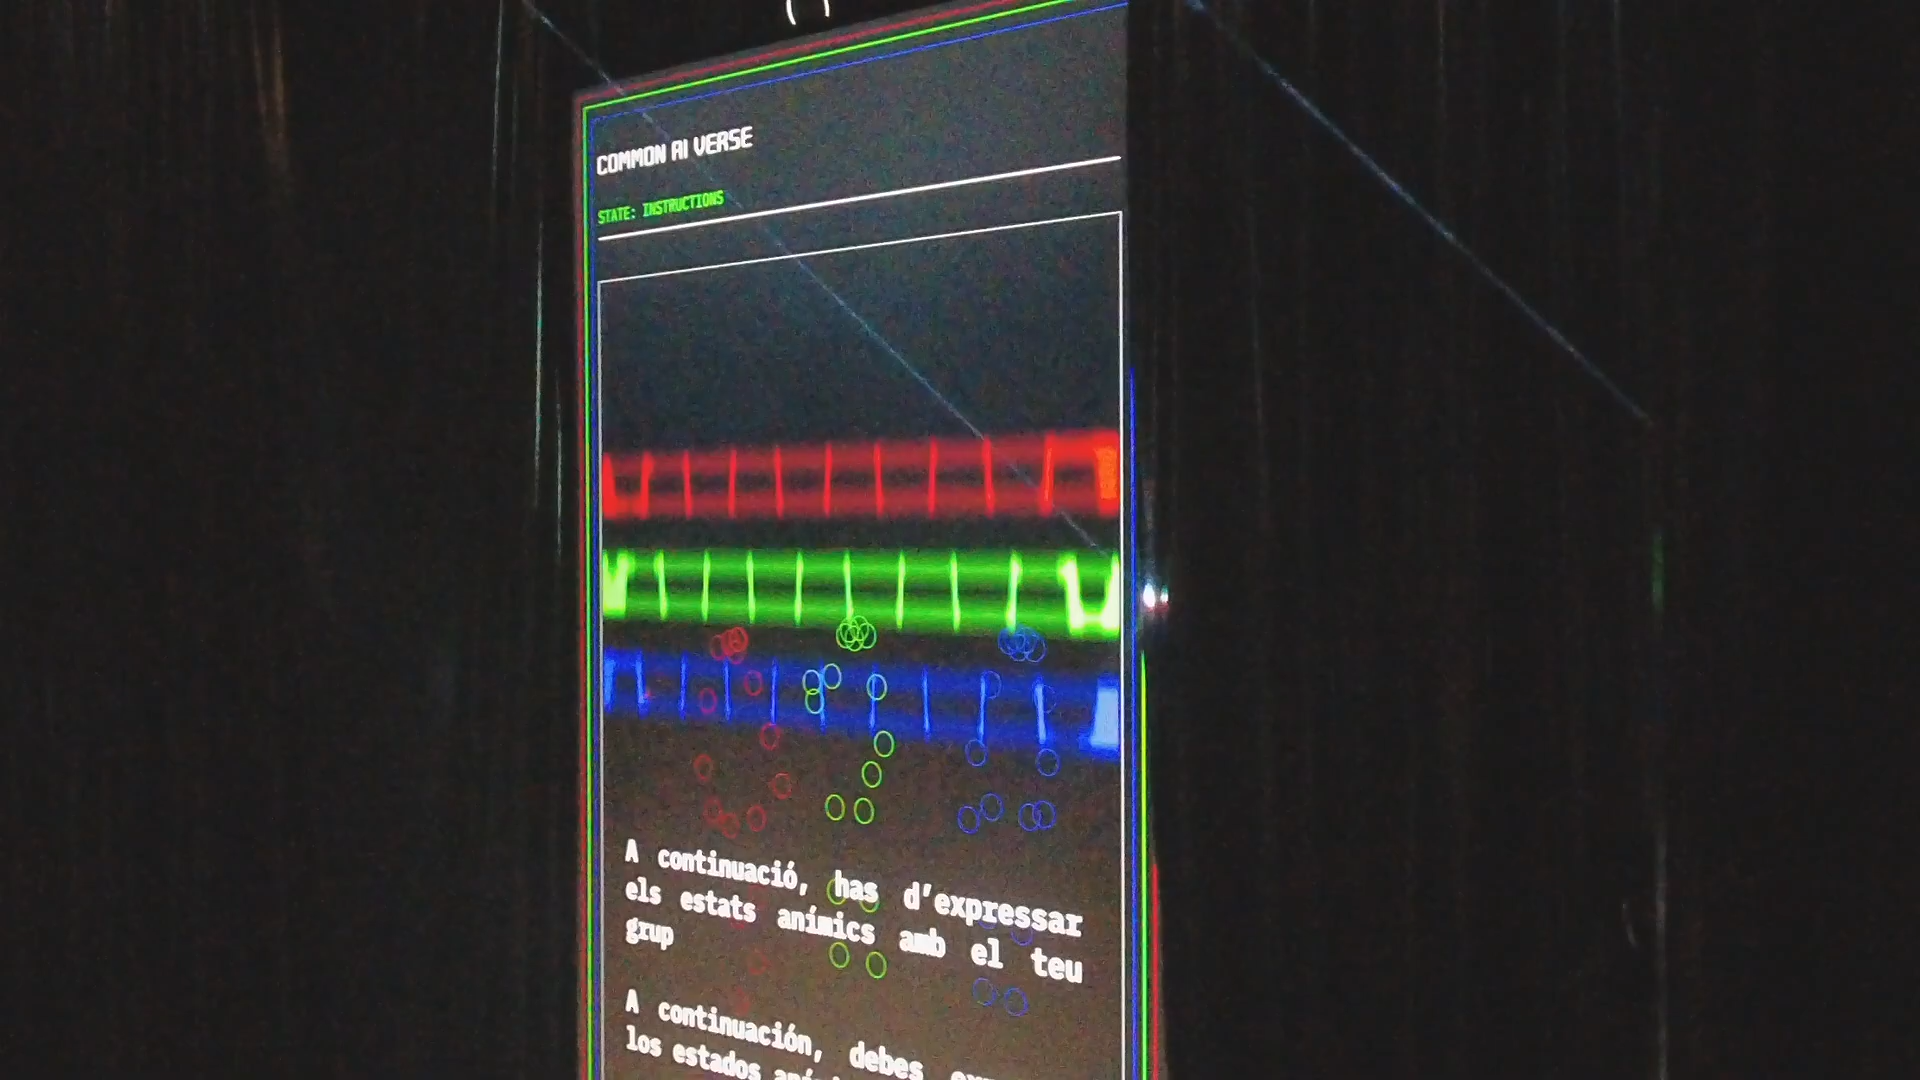 COMMON AI VERSE
STATE: INSTRUCTIONS
A continuació, has d'expressar
els estats anímics amb el teu
grup
A continuación, debes
los estados